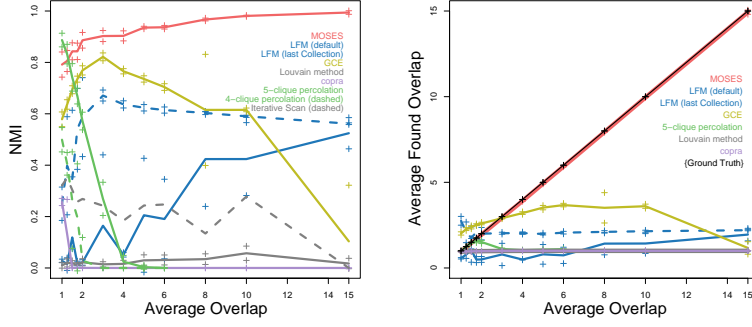 1.0
0.8
0.6
0.4
0.2
0.0
NMI
MOSES
LFM (default)
LFM (last Collection)
GCE
Louvain method
copra
5-clique percolation
4-clique percolation (dashed)
Iterative Scan (dashed)
1 2 4 6 8 10 12 14 15
Average Overlap
15
10
5
0
Average Found Overlap
MOSES
LFM (default)
LFM (last Collection)
GCE
5-clique percolation
Louvain method
copra
{Ground Truth}
1 2 4 6 8 10 12 14 15
Average Overlap